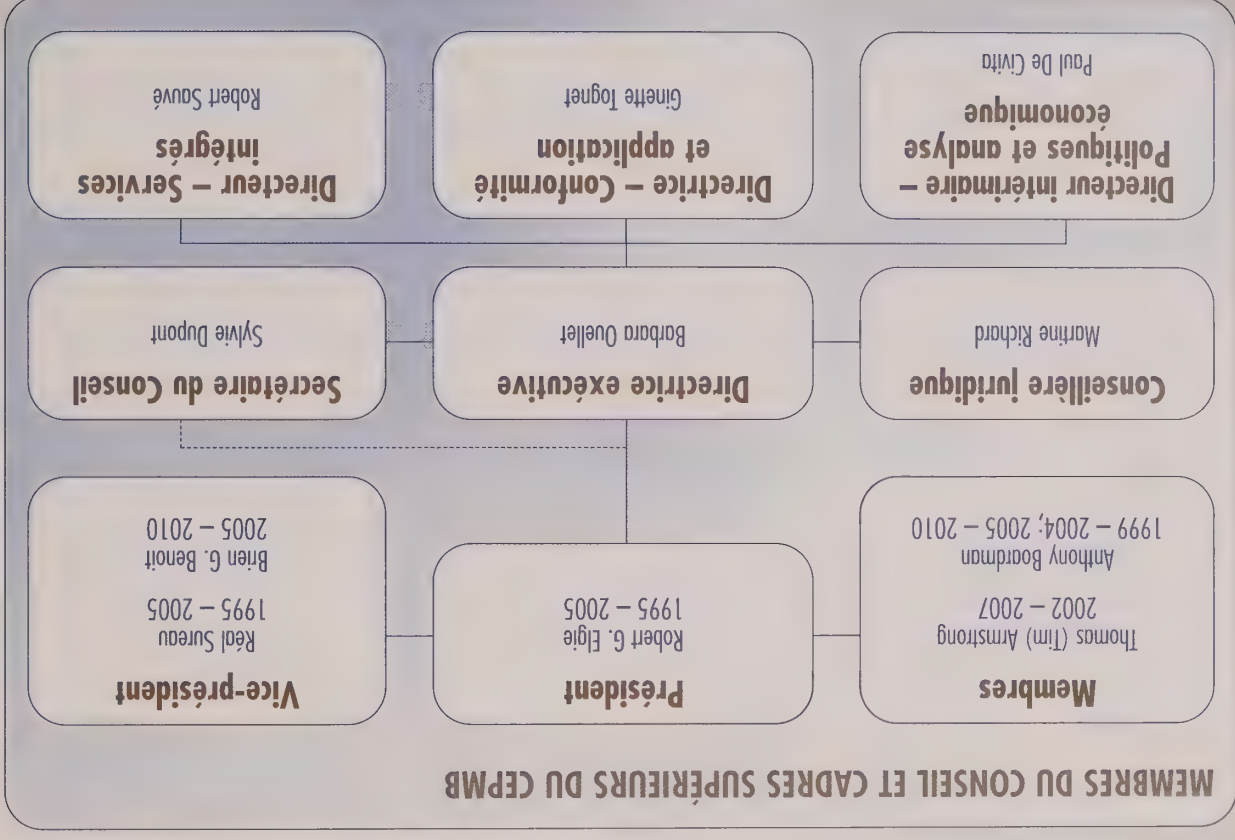 MEMBRES DU CONSEIL ET CADRES SUPÉRIEURS DU CEPMB
Membres
Thomas (Tim) Armstrong
2002 – 2007
Anthony Boardman
1999 – 2004; 2005 – 2010
Président
Robert G. Elgie
1995 – 2005
Vice-président
Réal Sureau
1995 – 2005
Brien G. Benoit
2005 – 2010
Conseillère juridique
Martine Richard
Directrice exécutive
Barbara Ouellet
Secrétaire du Conseil
Sylvie Dupont
Directeur intérimaire –
Politiques et analyse
économique
Paul De Civita
Directrice – Conformité
et application
Ginette Tognet
Directeur – Services
intégrés
Robert Sauvé